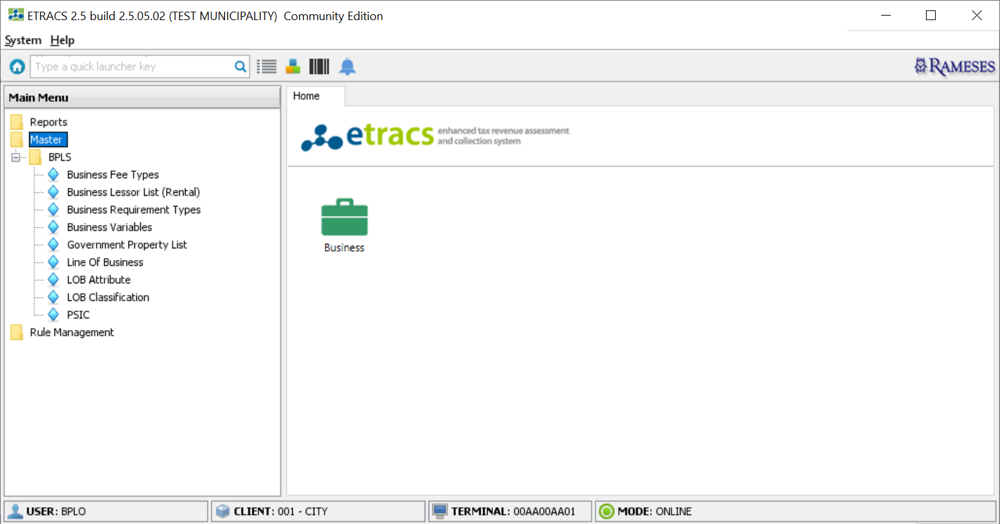 ETRACS 2.5 build 2.5.05.02 (TEST MUNICIPALITY)  Community Edition
System Help
Type a quick launcher key
RAMESES
Main Menu
Reports
Master
BPLS
Business Fee Types
Business Lessor List (Rental)
Business Requirement Types
Business Variables
Government Property List
Line Of Business
LOB Attribute
LOB Classification
PSIC
Rule Management
Home
etracs enhanced tax revenue assessment
and collection system
Business
USER: BPLO
CLIENT: 001 - CITY
TERMINAL: 00AA00AA01
MODE: ONLINE